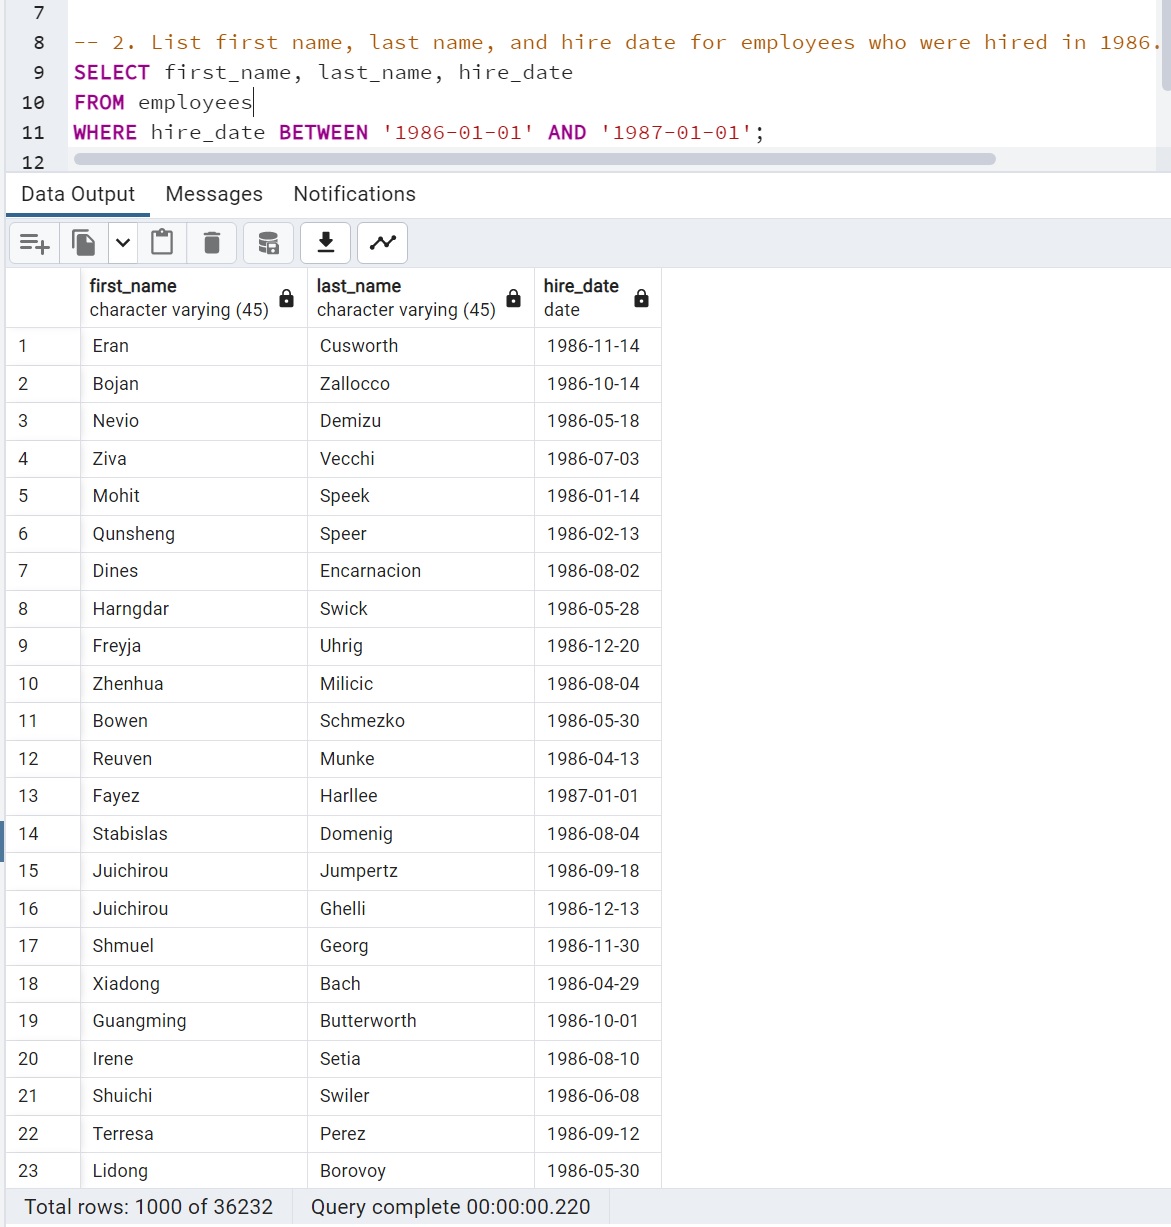 7
8 -- 2. List first name, last name, and hire date for employees who were hired in 1986.
9 SELECT first_name, last_name, hire_date
10 FROM employees
11 WHERE hire_date BETWEEN '1986-01-01' AND '1987-01-01';
12
Data Output Messages Notifications
first_name last_name hire_date
character varying (45) character varying (45) date
1 Eran Cusworth 1986-11-14
2 Bojan Zallocco 1986-10-14
3 Nevio Demizu 1986-05-18
4 Ziva Vecchi 1986-07-03
5 Mohit Speek 1986-01-14
6 Qunsheng Speer 1986-02-13
7 Dines Encarnacion 1986-08-02
8 Harngdar Swick 1986-05-28
9 Freyja Uhrig 1986-12-20
10 Zhenhua Milicic 1986-08-04
11 Bowen Schmezko 1986-05-30
12 Reuven Munke 1986-04-13
13 Fayez Harllee 1987-01-01
14 Stabislas Domenig 1986-08-04
15 Juichirou Jumpertz 1986-09-18
16 Juichirou Ghelli 1986-12-13
17 Shmuel Georg 1986-11-30
18 Xiadong Bach 1986-04-29
19 Guangming Butterworth 1986-10-01
20 Irene Setia 1986-08-10
21 Shuichi Swiler 1986-06-08
22 Terresa Perez 1986-09-12
23 Lidong Borovoy 1986-05-30
Total rows: 1000 of 36232 Query complete 00:00:00.220